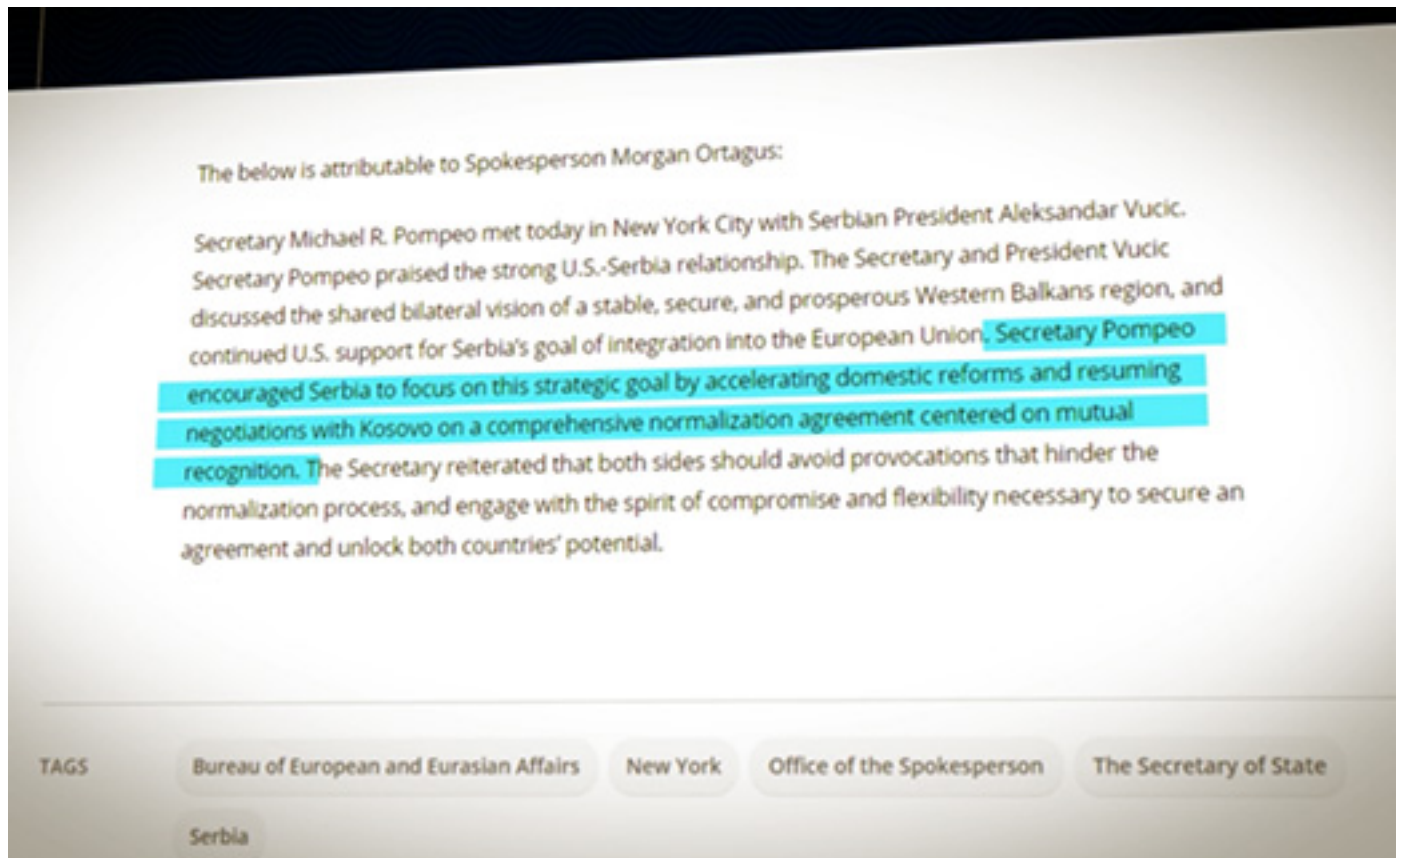 The below is attributable to Spokesperson Morgan Ortagus:
Secretary Michael R. Pompeo met today in New York City with Serbian President Aleksandar Vucic.
Secretary Pompeo praised the strong U.S.-Serbia relationship. The Secretary and President Vucic
discussed the shared bilateral vision of a stable, secure, and prosperous Western Balkans region, and
continued U.S. support for Serbia's goal of integration into the European Union. Secretary Pompeo
encouraged Serbia to focus on this strategic goal by accelerating domestic reforms and resuming
negotiations with Kosovo on a comprehensive normalization agreement centered on mutual
recognition. The Secretary reiterated that both sides should avoid provocations that hinder the
normalization process, and engage with the spirit of compromise and flexibility necessary to secure an
agreement and unlock both countries' potential.
TAGS Bureau of European and Eurasian Affairs New York Office of the Spokesperson The Secretary of State
Serbia